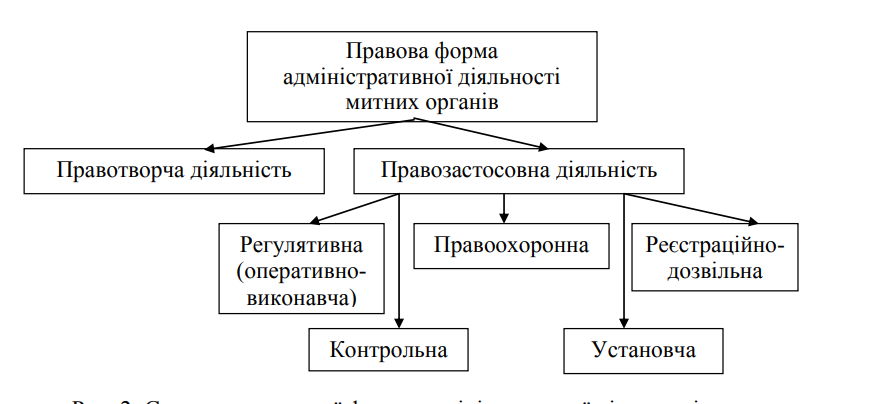 Правова форма
адміністративної діяльності
митних органів
Правотворча діяльність
Правозастосовна діяльність
Регулятивна
(оперативно-
виконавча)
Правоохоронна
Реєстраційно-
дозвільна
Контрольна
Установча